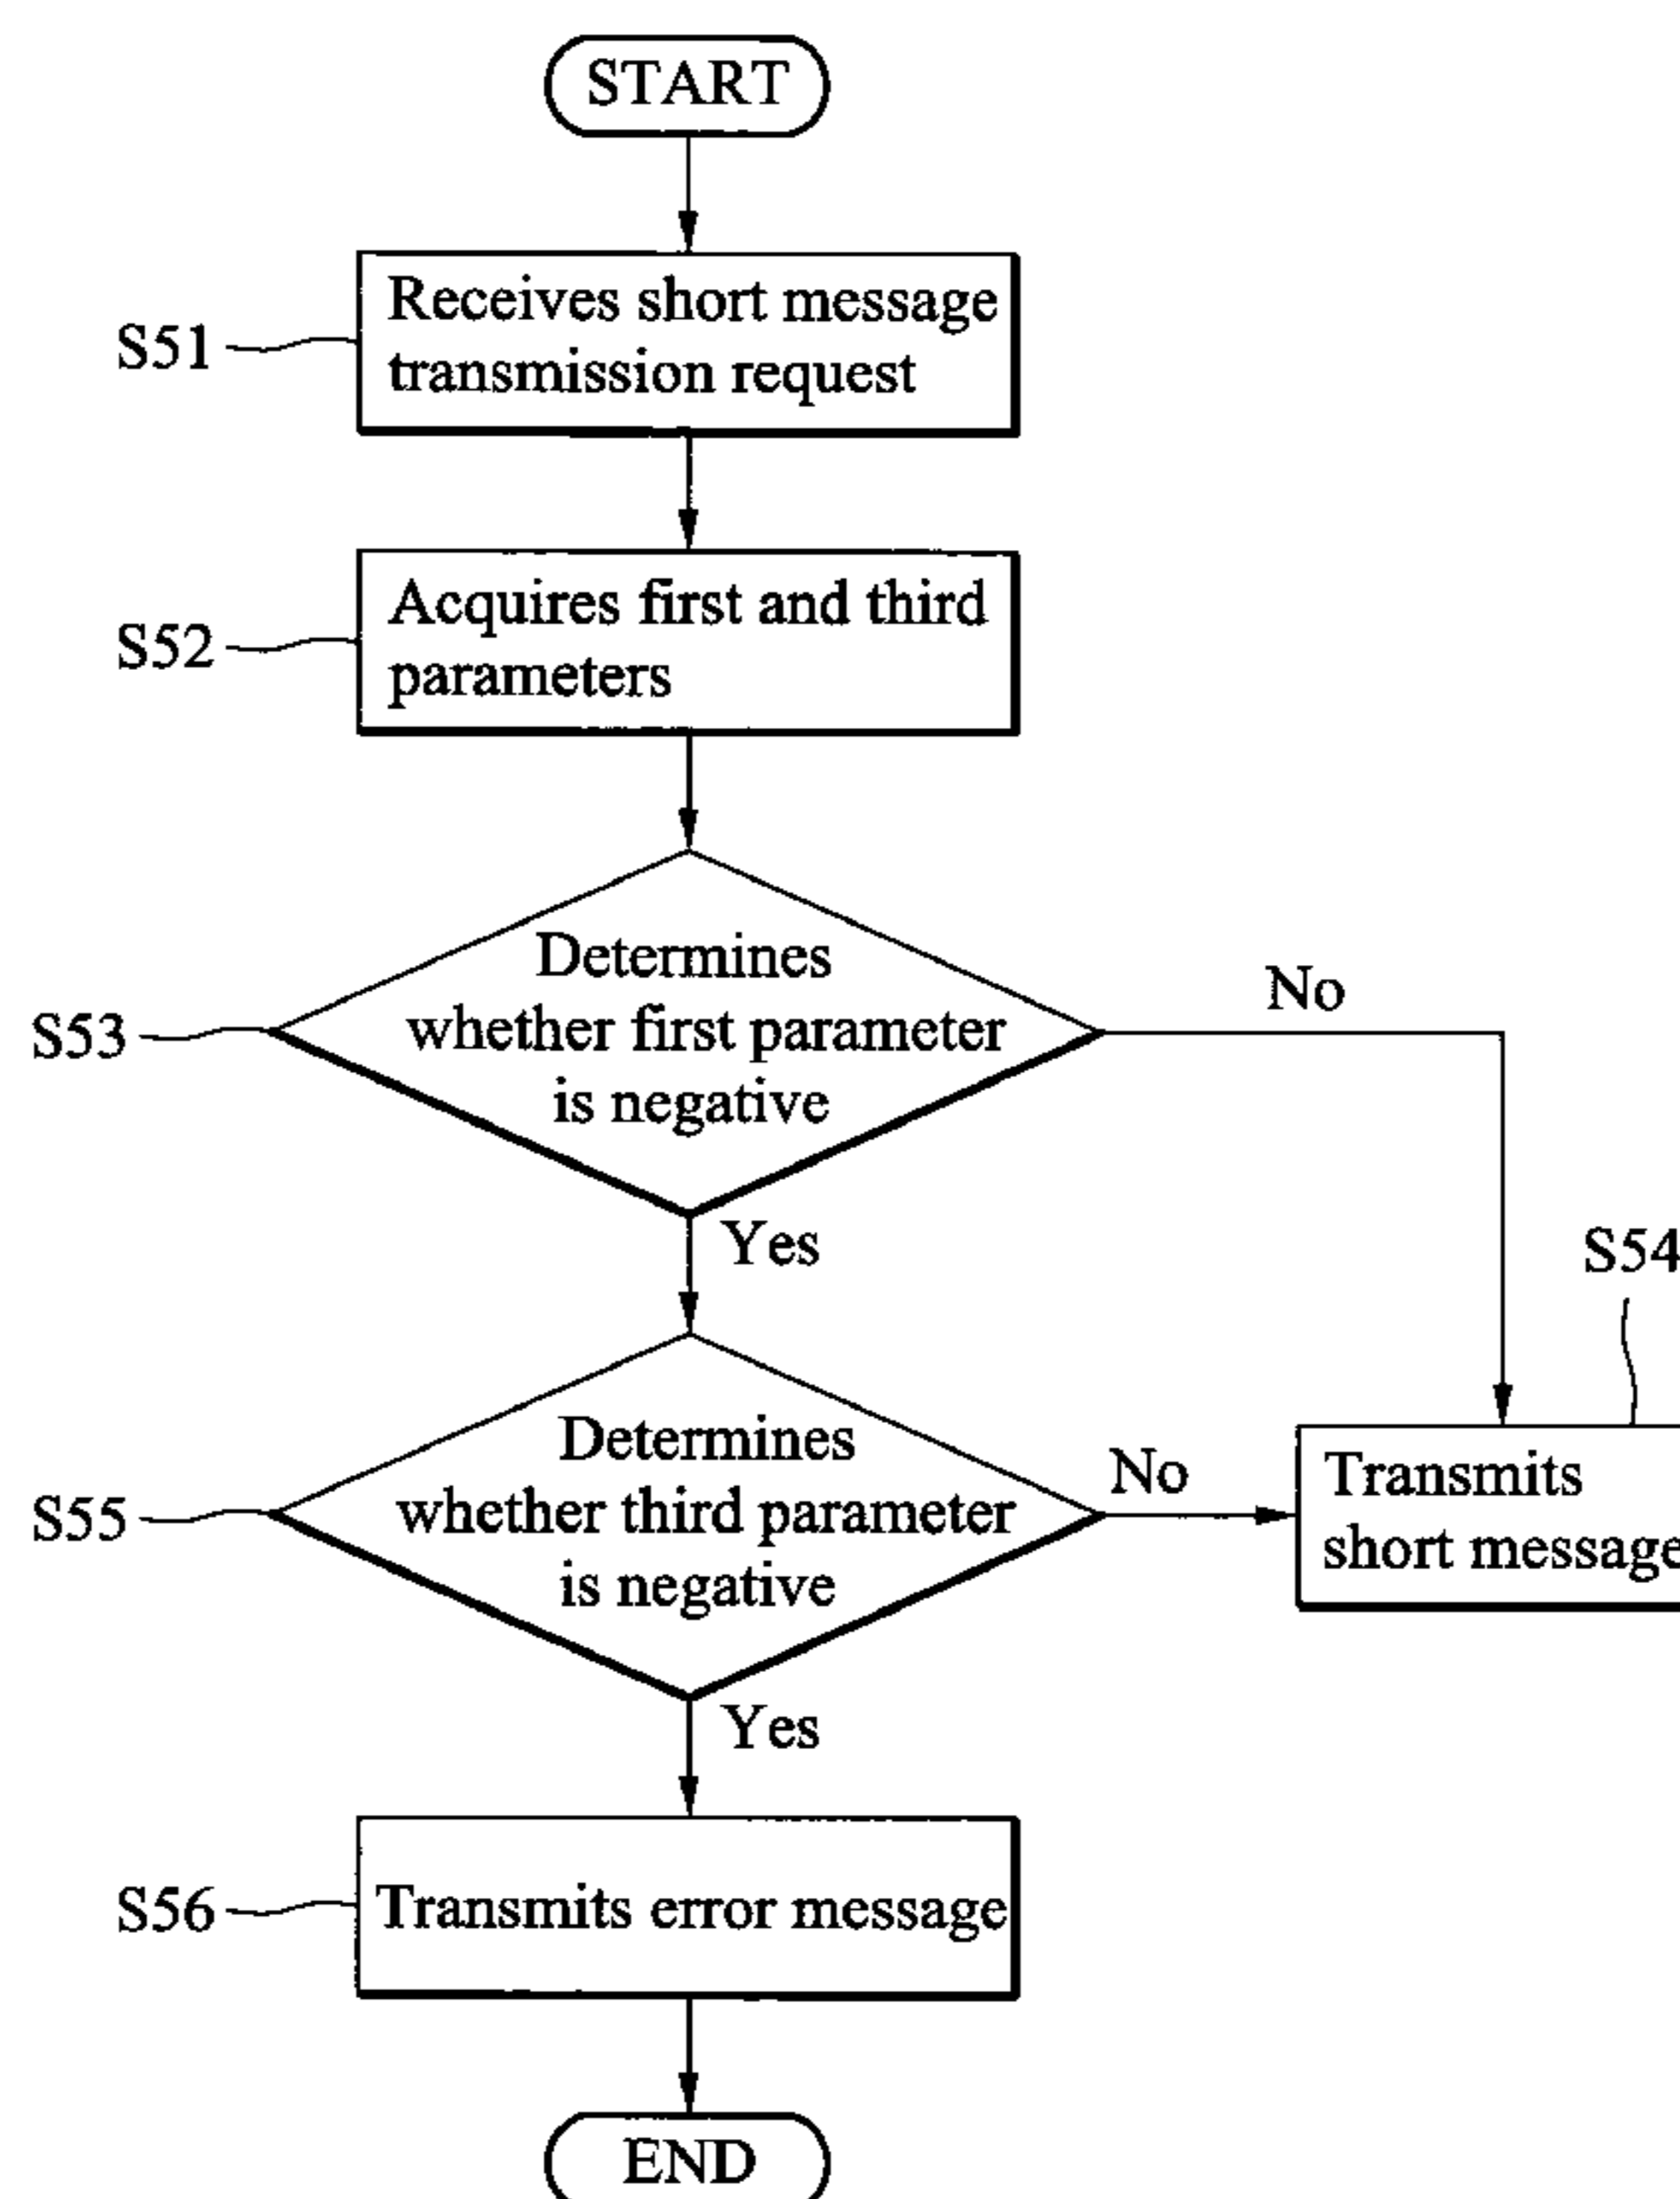 START
S51
Receives short message
transmission request
S52
Acquires first and third
parameters
S53
Determines
whether first parameter
is negative
No
Yes
S54
S55
Determines
whether third parameter
is negative
No
Transmits
short message
Yes
S56
Transmits error message
END